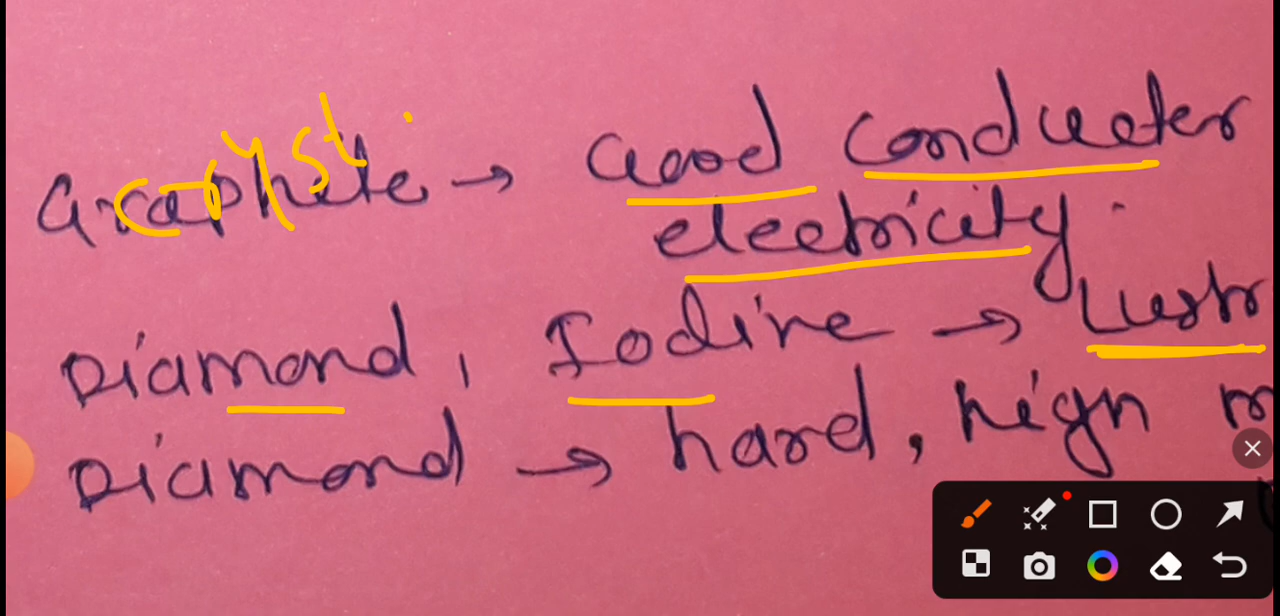 Graphite → Good conducter
electricity.
Diamond, Iodine → Lustr
Diamond → hard, high m